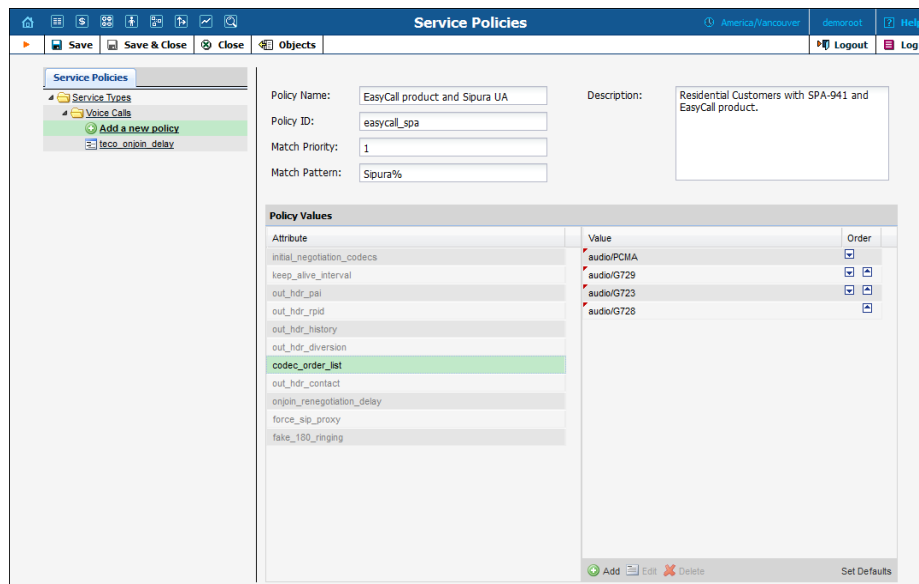 Service Policies
America/Vancouver
demoroot
Help
Save
Save & Close
Close
Objects
Logout
Log
Service Policies
Service Types
Voice Calls
Add a new policy
teco_onjoin_delay
Policy Name: EasyCall product and Sipura UA
Policy ID: easycall_spa
Match Priority: 1
Match Pattern: Sipura%
Description: Residential Customers with SPA-941 and
EasyCall product.
Policy Values
Attribute
initial_negotiation_codecs
keep_alive_interval
out_hdr_pai
out_hdr_rpid
out_hdr_history
out_hdr_diversion
codec_order_list
out_hdr_contact
onjoin_renegotiation_delay
force_sip_proxy
fake_180_ringing
Value Order
audio/PCMA
audio/G729
audio/G723
audio/G728
Add Edit Delete Set Defaults